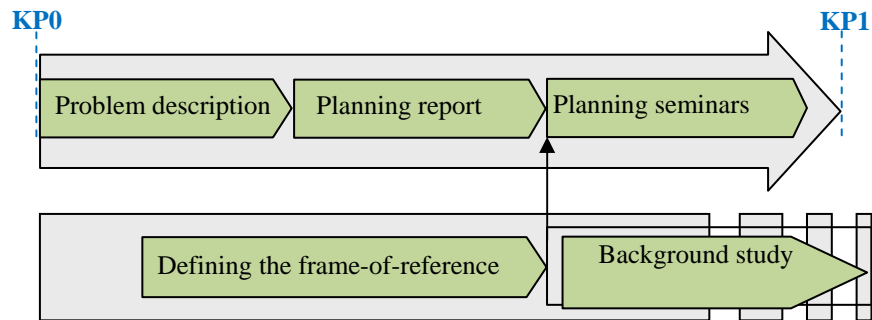 KP0
KP1
Problem description
Planning report
Planning seminars
Defining the frame-of-reference
Background study